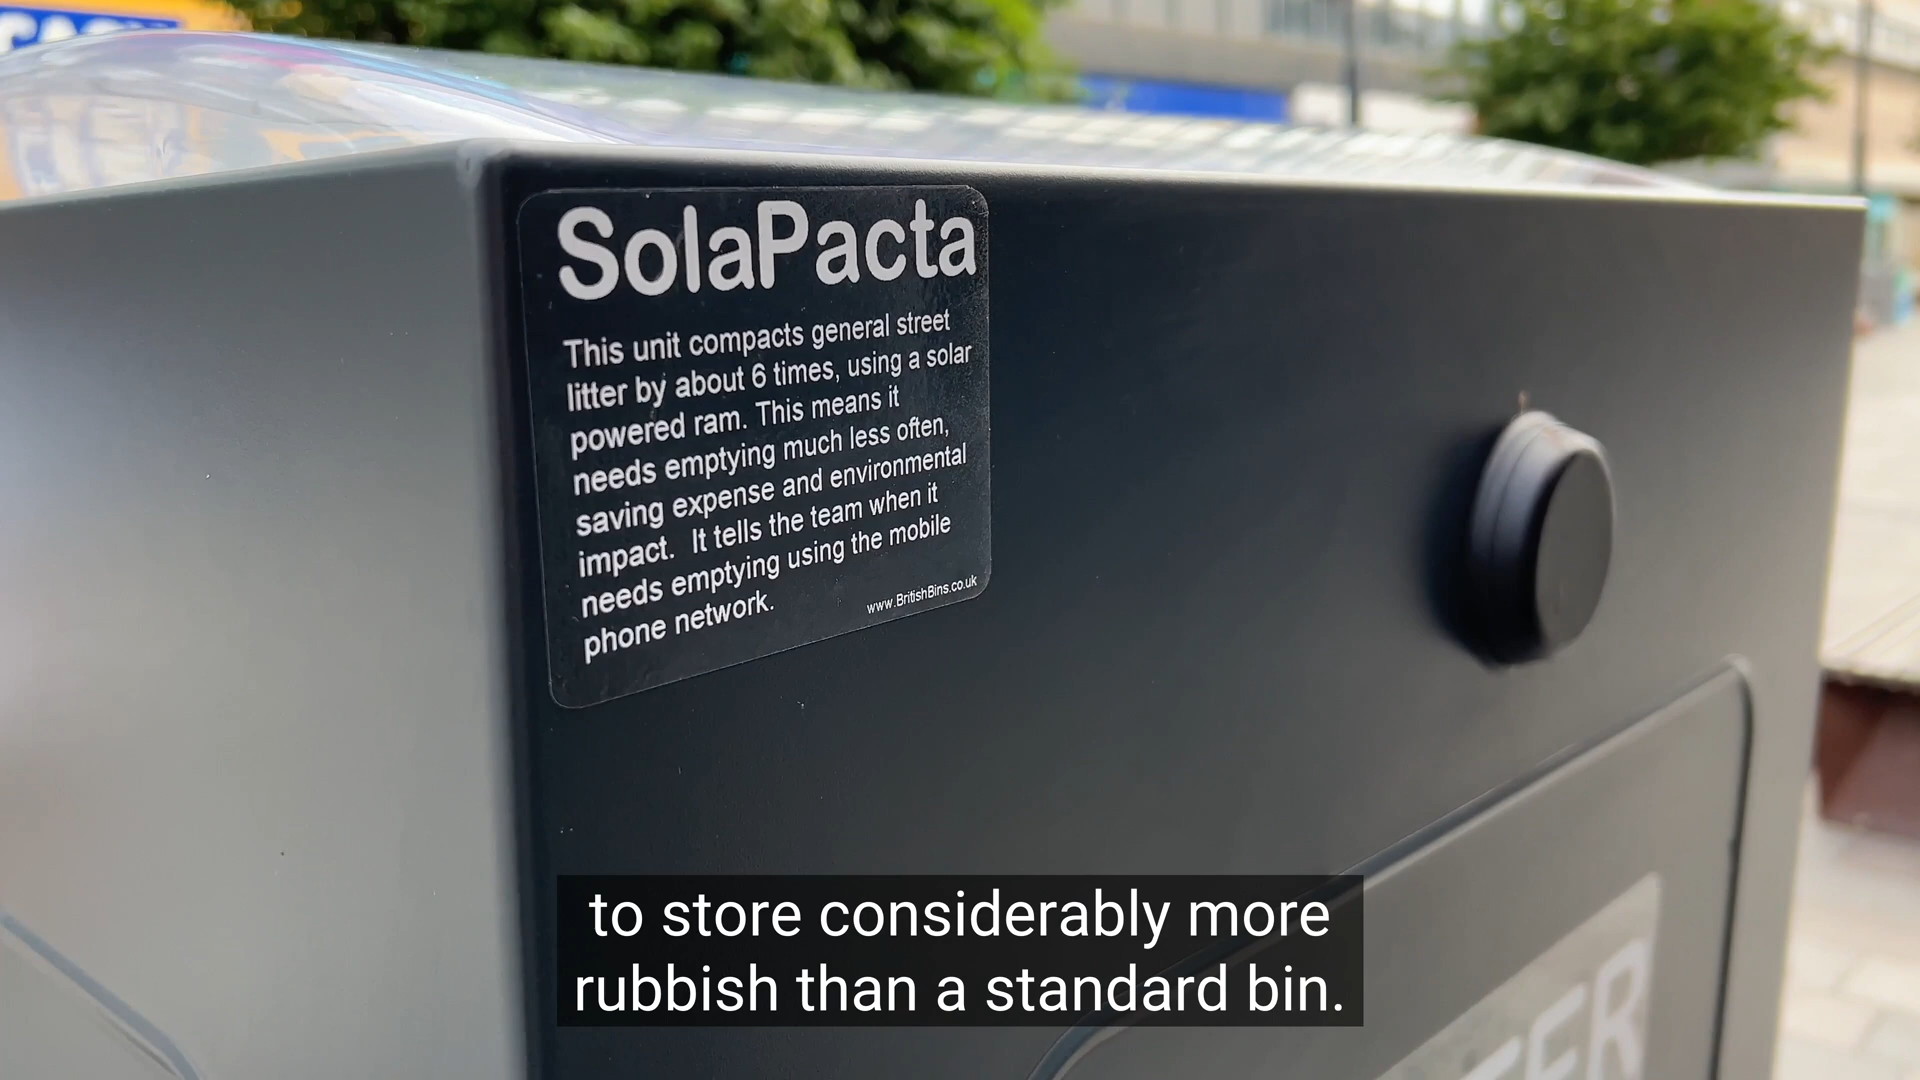 CASH
SolaPacta
This unit compacts general street
litter by about 6 times, using a solar
powered ram. This means it
needs emptying much less often,
saving expense and environmental
impact. It tells the team when it
needs emptying using the mobile
phone network.
www.BritishBins.co.uk
to store considerably more
rubbish than a standard bin.